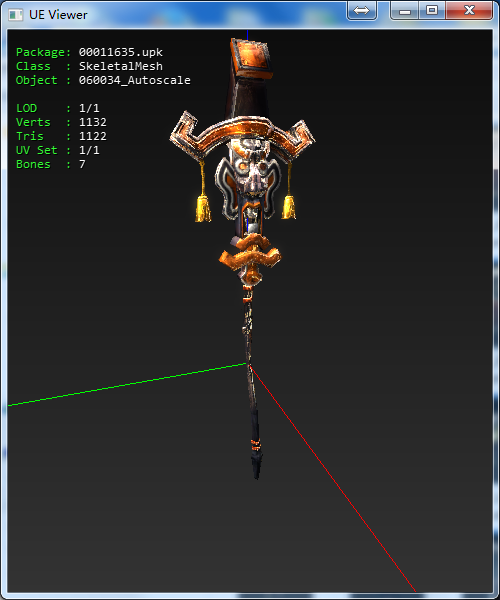 UE Viewer
Package: 00011635.upk
Class  : SkeletalMesh
Object : 060034_Autoscale
LOD    : 1/1
Verts  : 1132
Tris   : 1122
UV Set : 1/1
Bones  : 7